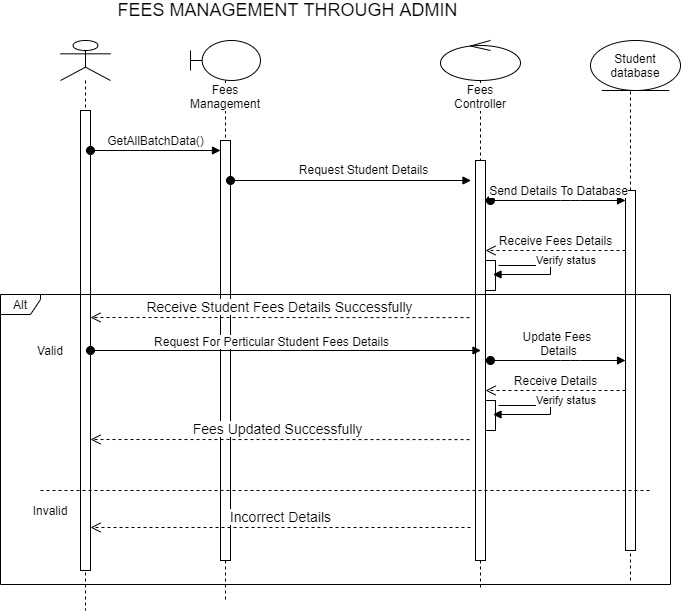 FEES MANAGEMENT THROUGH ADMIN
Student
database
Fees
Management
Fees
Controller
GetAllBatchData()
Request Student Details
Send Details To Database
Receive Fees Details
Verify status
Alt
Receive Student Fees Details Successfully
Valid
Request For Perticular Student Fees Details
Update Fees
Details
Receive Details
Verify status
Fees Updated Successfully
Invalid
Incorrect Details